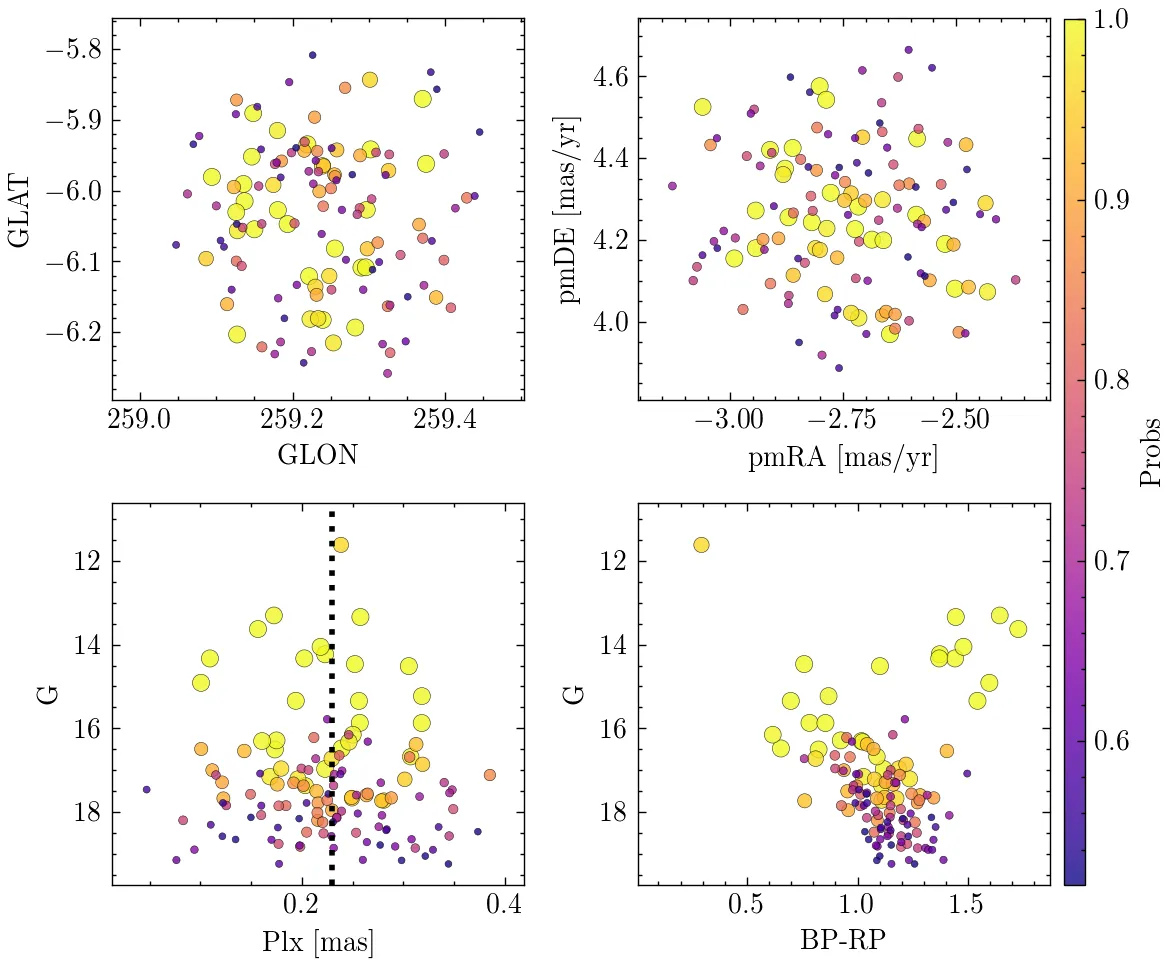 −5.8
−5.9
−6.0
−6.1
−6.2
GLAT
259.0 259.2 259.4
GLON
4.6
4.4
4.2
4.0
pmDE [mas/yr]
−3.00 −2.75 −2.50
pmRA [mas/yr]
12
14
16
18
G
0.2 0.4
Plx [mas]
12
14
16
18
G
0.5 1.0 1.5
BP-RP
1.0
0.9
0.8
0.7
0.6
Probs